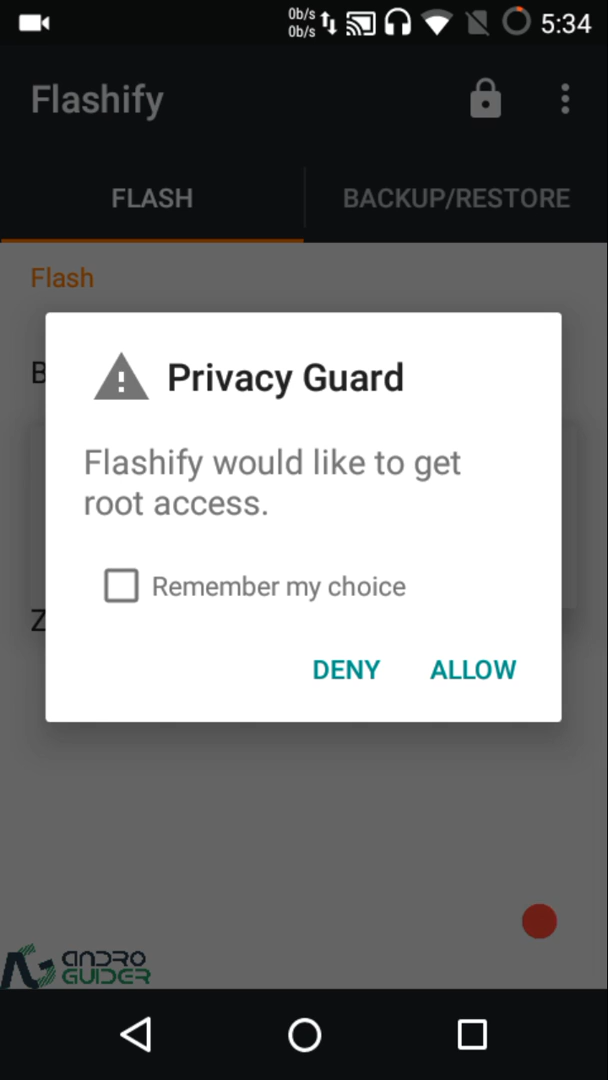 0b/s
0b/s
5:34
Flashify
FLASH
BACKUP/RESTORE
Flash
B
Privacy Guard
Flashify would like to get
root access.
Remember my choice
Z
DENY
ALLOW
ANDRO
GUIDER